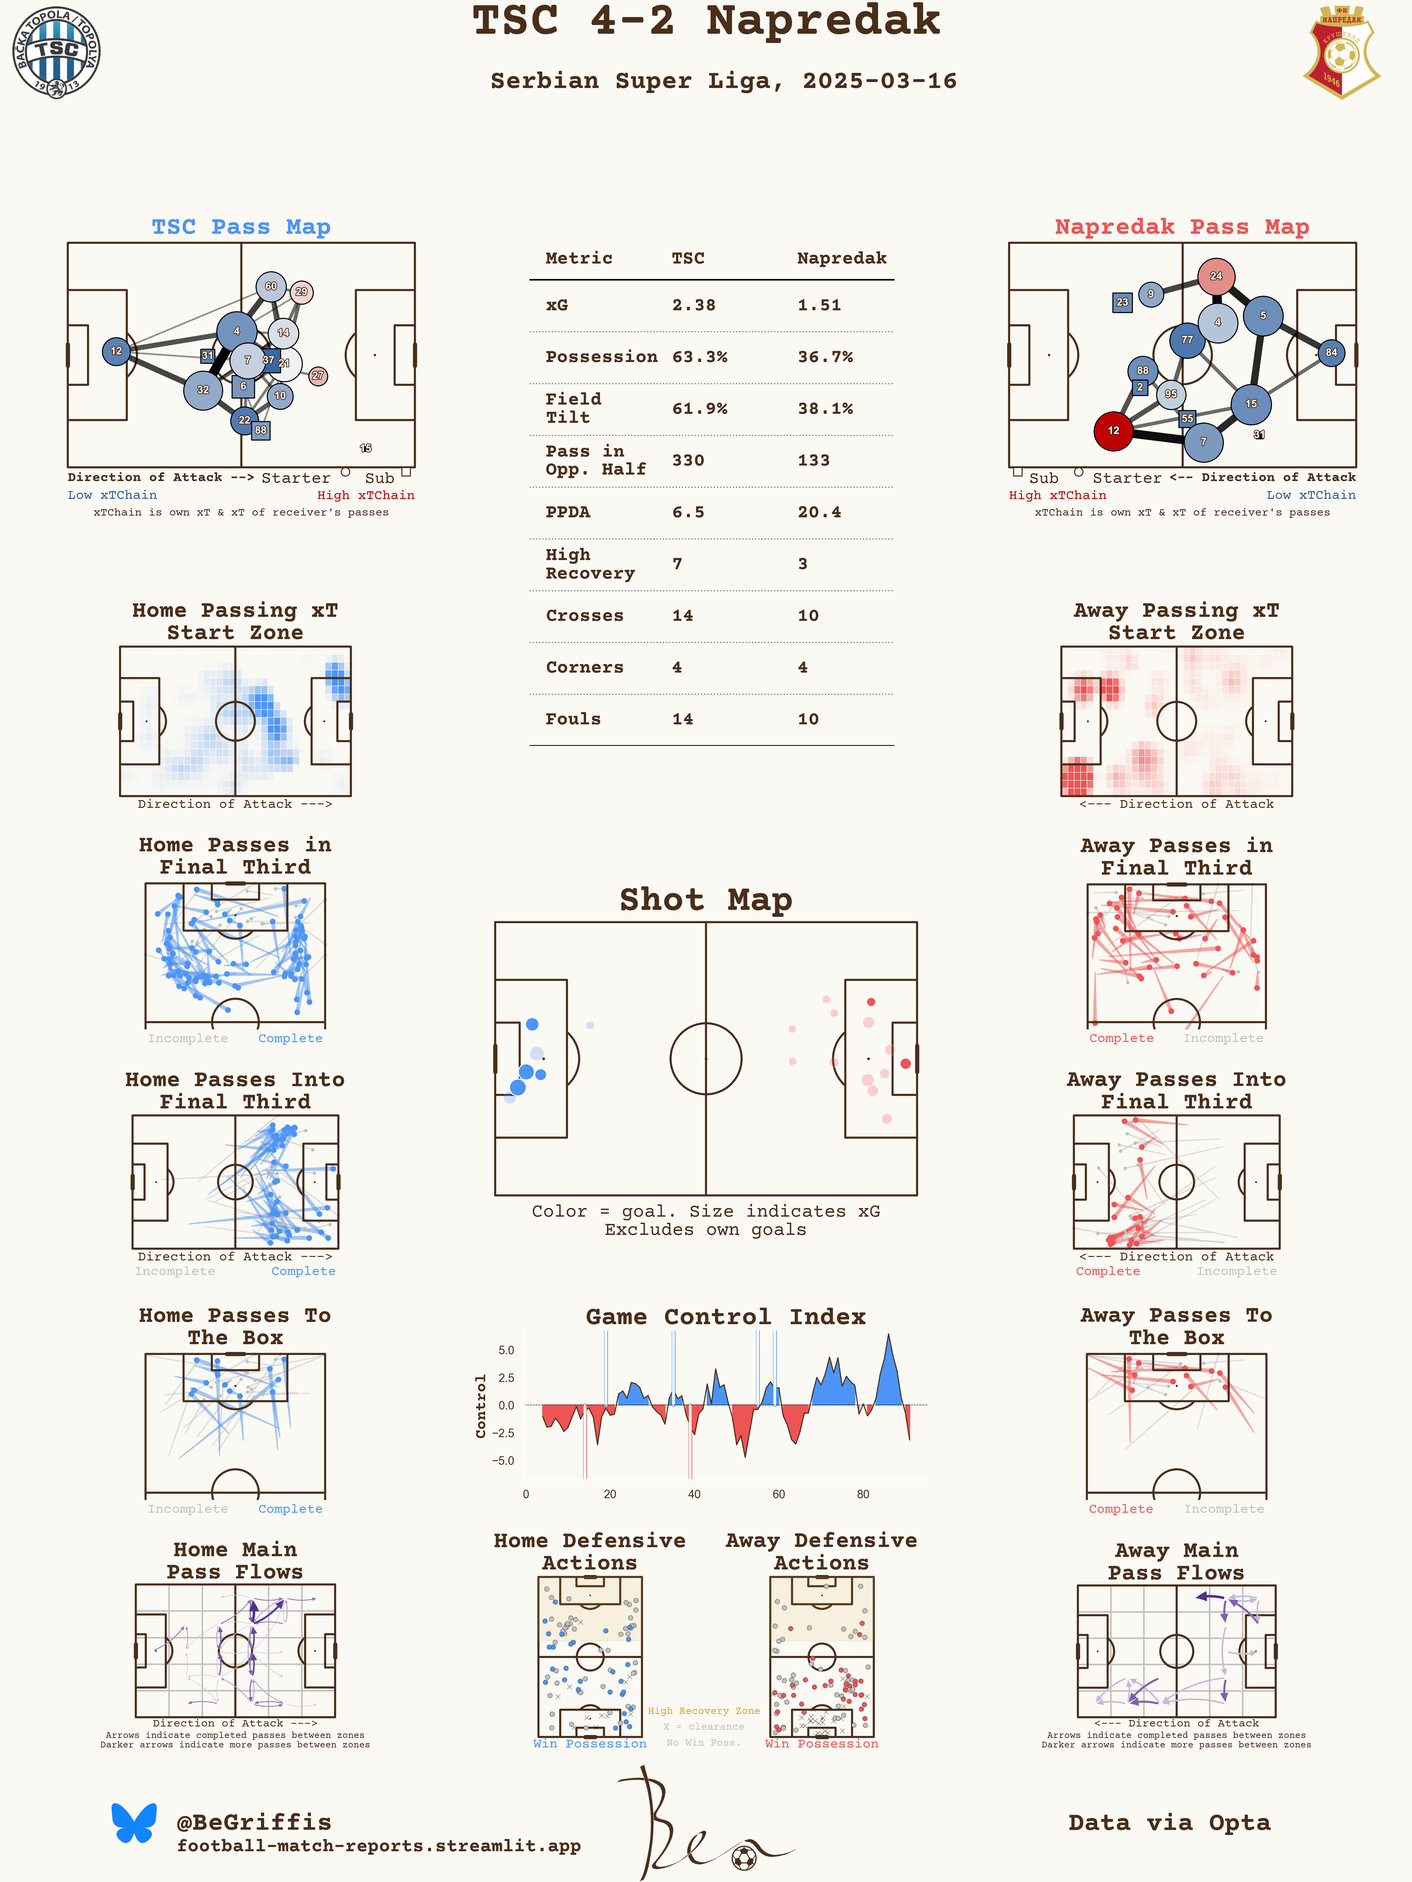 TSC 4-2 Napredak
Serbian Super Liga, 2025-03-16
BAČKA TOPOLA/TOPOLYA
TSC
1913
ФК
НАПРЕДАК
КРУШЕВАЦ
1946
TSC Pass Map
60
29
4
14
12
31
7
37
21
27
32
6
10
22
88
15
Direction of Attack --> Starter Sub
Low xTChain High xTChain
xTChain is own xT & xT of receiver's passes
Metric TSC Napredak
xG 2.38 1.51
Possession 63.3% 36.7%
Field
Tilt 61.9% 38.1%
Pass in
Opp. Half 330 133
PPDA 6.5 20.4
High
Recovery 7 3
Crosses 14 10
Corners 4 4
Fouls 14 10
Napredak Pass Map
24
9
23
4
5
77
84
88
2
95
15
55
12
7
31
Sub Starter <-- Direction of Attack
High xTChain Low xTChain
xTChain is own xT & xT of receiver's passes
Home Passing xT
Start Zone
Direction of Attack --->
Away Passing xT
Start Zone
<--- Direction of Attack
Home Passes in
Final Third
Incomplete Complete
Away Passes in
Final Third
Complete Incomplete
Shot Map
Color = goal. Size indicates xG
Excludes own goals
Home Passes Into
Final Third
Direction of Attack --->
Incomplete Complete
Away Passes Into
Final Third
<--- Direction of Attack
Complete Incomplete
Home Passes To
The Box
Incomplete Complete
Game Control Index
Control
5.0
2.5
0.0
−2.5
−5.0
0 20 40 60 80
Away Passes To
The Box
Complete Incomplete
Home Main
Pass Flows
Direction of Attack --->
Arrows indicate completed passes between zones
Darker arrows indicate more passes between zones
Home Defensive
Actions
Win Possession
High Recovery Zone
X = clearance
No Win Poss.
Away Defensive
Actions
Win Possession
Away Main
Pass Flows
<--- Direction of Attack
Arrows indicate completed passes between zones
Darker arrows indicate more passes between zones
@BeGriffis
football-match-reports.streamlit.app
Ben
Data via Opta